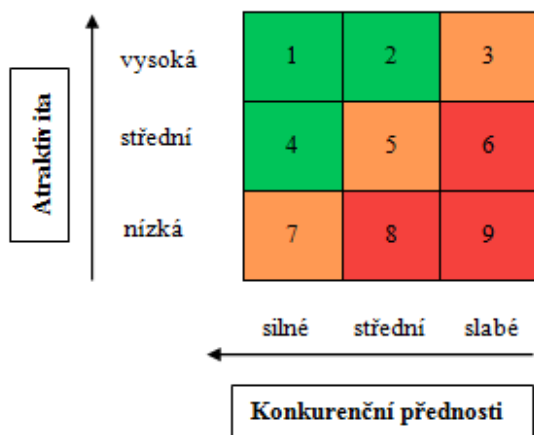 Atraktivita
vysoká 1 2 3
střední 4 5 6
nízká 7 8 9
silné střední slabé
Konkurenční přednosti